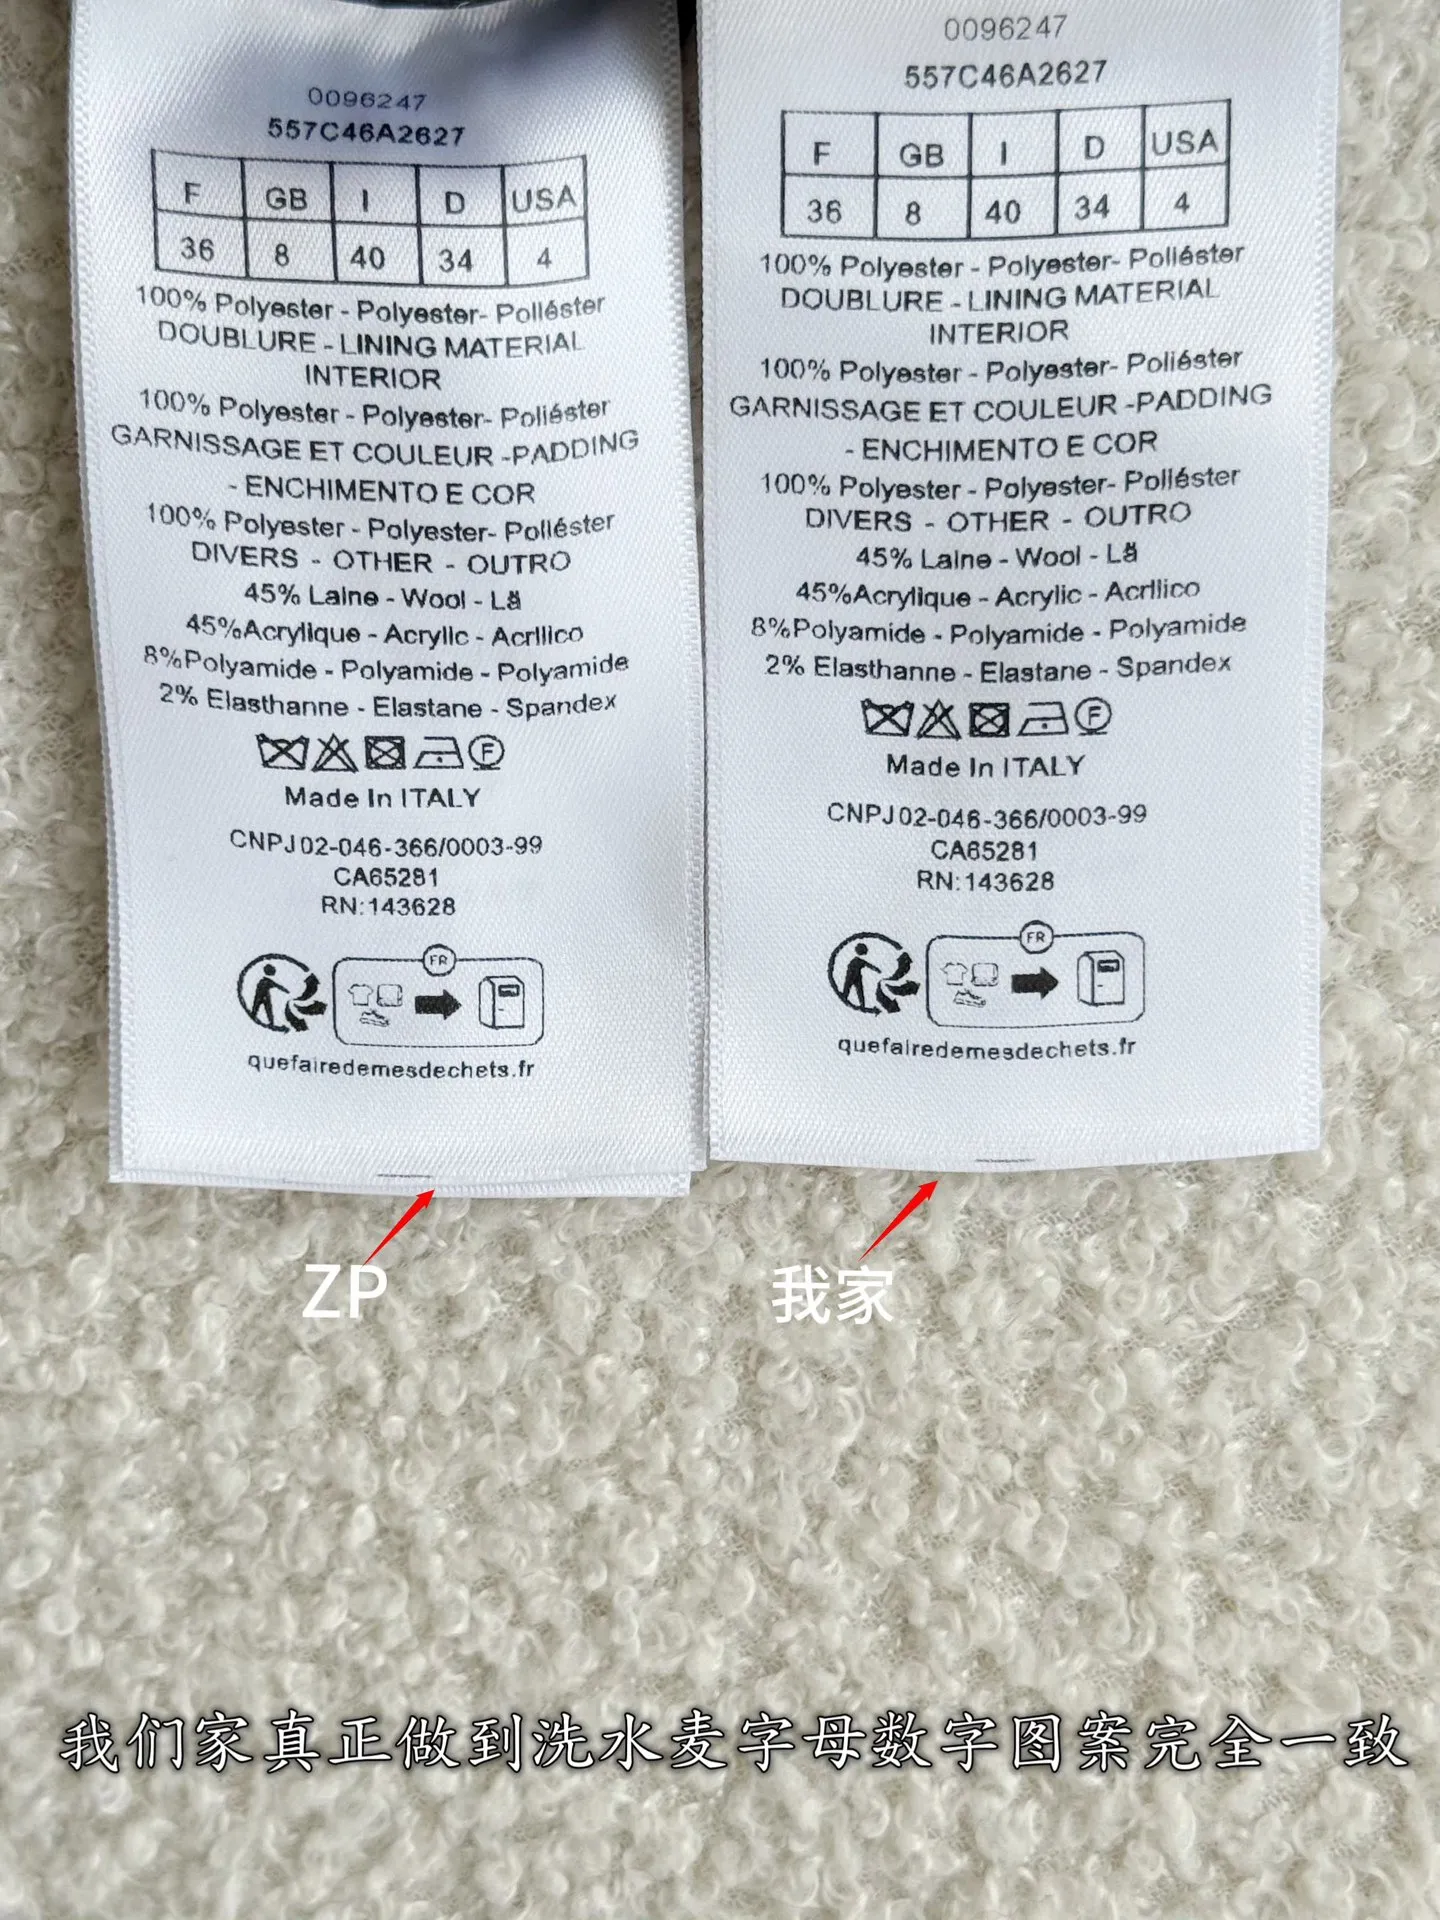 0096247
557C46A2627
F GB I D USA
36 8 40 34 4
100% Polyester - Polyester- Poliéster
DOUBLURE - LINING MATERIAL
INTERIOR
100% Polyester - Polyester- Poliéster
GARNISSAGE ET COULEUR -PADDING
- ENCHIMENTO E COR
100% Polyester - Polyester- Poliéster
DIVERS - OTHER - OUTRO
45% Laine - Wool - Lã
45%Acrylique - Acrylic - Acrílico
8%Polyamide - Polyamide - Polyamide
2% Elasthanne - Elastane - Spandex
F
Made In ITALY
CNPJ02-046-366/0003-99
CA65281
RN:143628
FR
quefairedemesdechets.fr
ZP
0096247
557C46A2627
F GB I D USA
36 8 40 34 4
100% Polyester - Polyester- Poliéster
DOUBLURE - LINING MATERIAL
INTERIOR
100% Polyester - Polyester- Poliéster
GARNISSAGE ET COULEUR -PADDING
- ENCHIMENTO E COR
100% Polyester - Polyester- Poliéster
DIVERS - OTHER - OUTRO
45% Laine - Wool - Lã
45%Acrylique - Acrylic - Acrílico
8%Polyamide - Polyamide - Polyamide
2% Elasthanne - Elastane - Spandex
F
Made In ITALY
CNPJ02-046-366/0003-99
CA65281
RN:143628
FR
quefairedemesdechets.fr
我家
我们家真正做到洗水麦字母数字图案完全一致